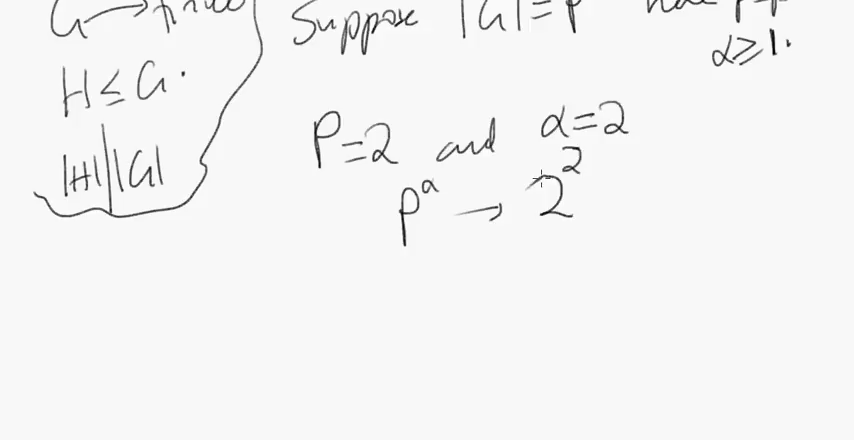 G → finite
H ≤ G.
|H| | |G|
Suppose |G| = p
α ≥ 1.
P = 2 and α = 2
p^α → 2^2